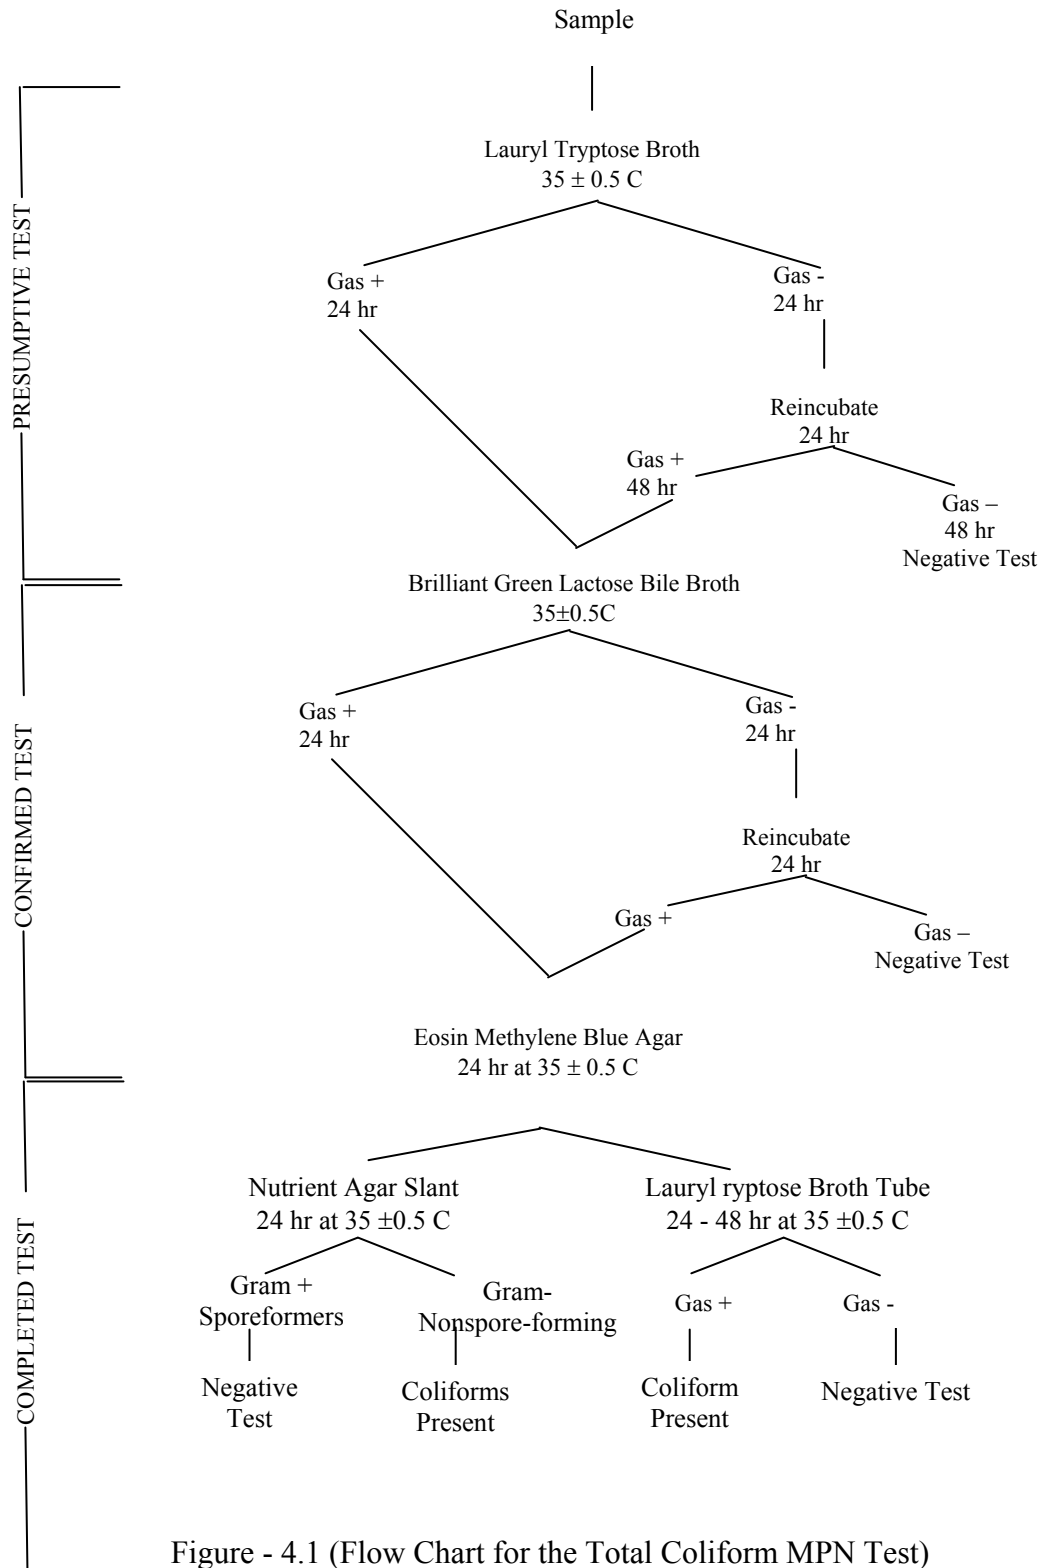 Sample
Lauryl Tryptose Broth
35 ± 0.5 C
PRESUMPTIVE TEST
Gas +
24 hr
Gas -
24 hr
Reincubate
24 hr
Gas +
48 hr
Gas –
48 hr
Negative Test
Brilliant Green Lactose Bile Broth
35±0.5C
CONFIRMED TEST
Gas +
24 hr
Gas -
24 hr
Reincubate
24 hr
Gas +
Gas –
Negative Test
Eosin Methylene Blue Agar
24 hr at 35 ± 0.5 C
COMPLETED TEST
Nutrient Agar Slant
24 hr at 35 ±0.5 C
Lauryl ryptose Broth Tube
24 - 48 hr at 35 ±0.5 C
Gram +
Sporeformers
Gram-
Nonspore-forming
Gas +
Gas -
Negative
Test
Coliforms
Present
Coliform
Present
Negative Test
Figure - 4.1 (Flow Chart for the Total Coliform MPN Test)